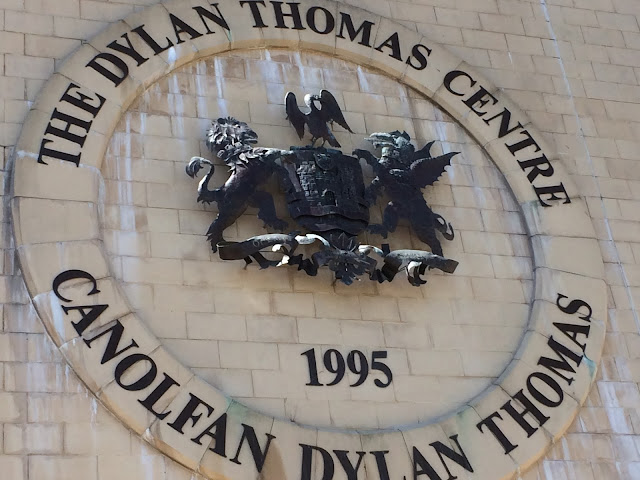 THE DYLAN THOMAS CENTRE
1995
CANOLFAN DYLAN THOMAS